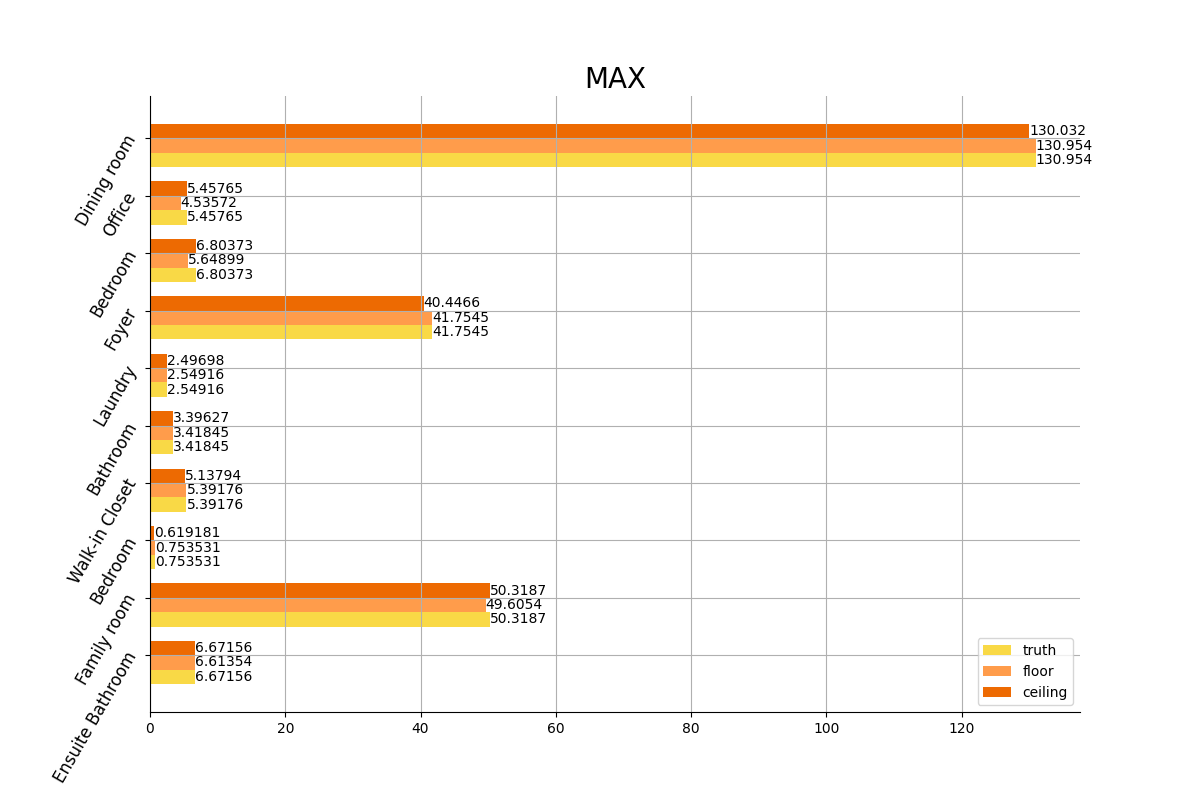 MAX
Dining room
130.032
130.954
130.954
Office
5.45765
4.53572
5.45765
Bedroom
6.80373
5.64899
6.80373
Foyer
40.4466
41.7545
41.7545
Laundry
2.49698
2.54916
2.54916
Bathroom
3.39627
3.41845
3.41845
Walk-in Closet
5.13794
5.39176
5.39176
Bedroom
0.619181
0.753531
0.753531
Family room
50.3187
49.6054
50.3187
Ensuite Bathroom
6.67156
6.61354
6.67156
truth
floor
ceiling
0 20 40 60 80 100 120